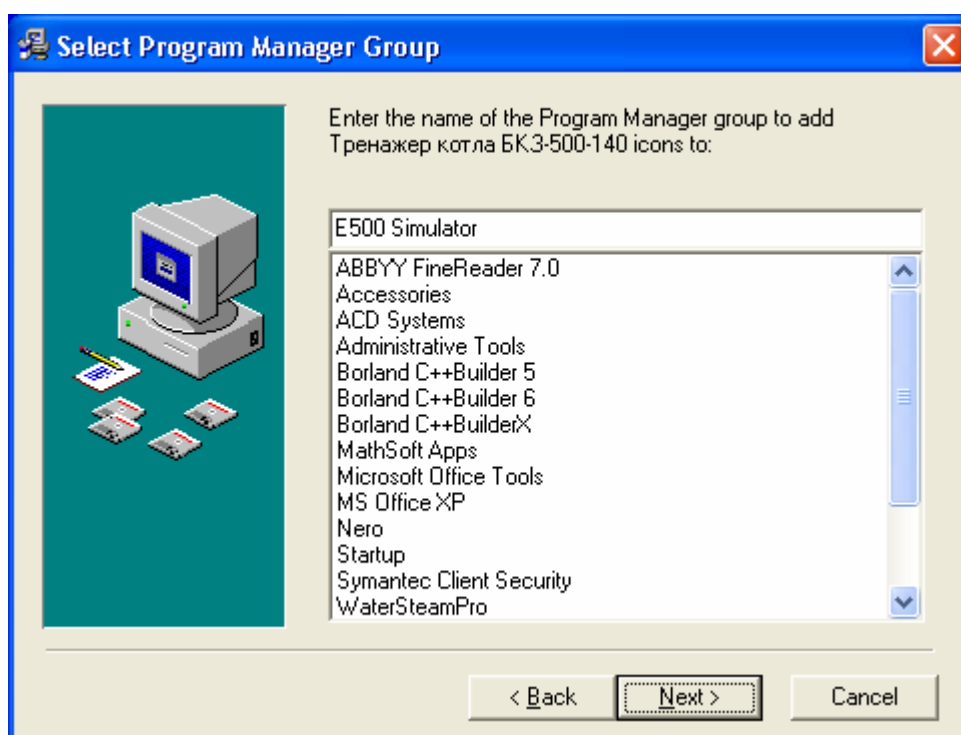 Select Program Manager Group
Enter the name of the Program Manager group to add
Тренажер котла БКЗ-500-140 icons to:
E500 Simulator
ABBYY FineReader 7.0
Accessories
ACD Systems
Administrative Tools
Borland C++Builder 5
Borland C++Builder 6
Borland C++BuilderX
MathSoft Apps
Microsoft Office Tools
MS Office XP
Nero
Startup
Symantec Client Security
WaterSteamPro
< Back
Next >
Cancel